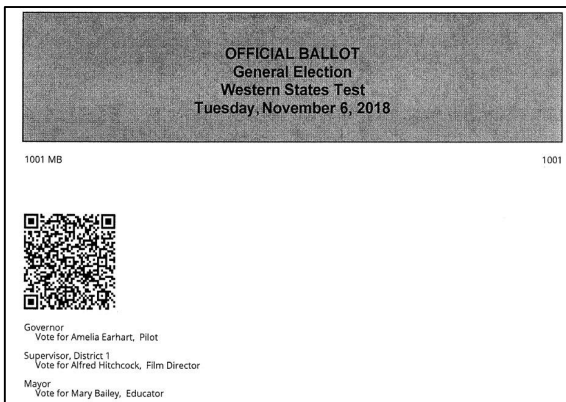 OFFICIAL BALLOT
General Election
Western States Test
Tuesday, November 6, 2018
1001 MB 1001
Governor
Vote for Amelia Earhart, Pilot
Supervisor, District 1
Vote for Alfred Hitchcock, Film Director
Mayor
Vote for Mary Bailey, Educator